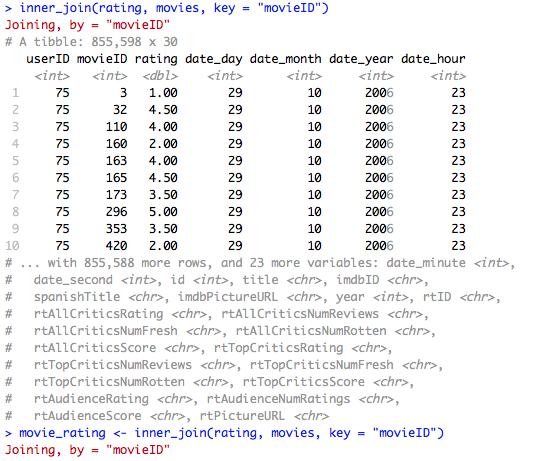 > inner_join(rating, movies, key = "movieID")
Joining, by = "movieID"
# A tibble: 855,598 x 30
userID movieID rating date_day date_month date_year date_hour
<int> <int> <dbl> <int> <int> <int> <int>
1 75 3 1.00 29 10 2006 23
2 75 32 4.50 29 10 2006 23
3 75 110 4.00 29 10 2006 23
4 75 160 2.00 29 10 2006 23
5 75 163 4.00 29 10 2006 23
6 75 165 4.50 29 10 2006 23
7 75 173 3.50 29 10 2006 23
8 75 296 5.00 29 10 2006 23
9 75 353 3.50 29 10 2006 23
10 75 420 2.00 29 10 2006 23
# ... with 855,588 more rows, and 23 more variables: date_minute <int>,
# date_second <int>, id <int>, title <chr>, imdbID <chr>,
# spanishTitle <chr>, imdbPictureURL <chr>, year <int>, rtID <chr>,
# rtAllCriticsRating <chr>, rtAllCriticsNumReviews <chr>,
# rtAllCriticsNumFresh <chr>, rtAllCriticsNumRotten <chr>,
# rtAllCriticsScore <chr>, rtTopCriticsRating <chr>,
# rtTopCriticsNumReviews <chr>, rtTopCriticsNumFresh <chr>,
# rtTopCriticsNumRotten <chr>, rtTopCriticsScore <chr>,
# rtAudienceRating <chr>, rtAudienceNumRatings <chr>,
# rtAudienceScore <chr>, rtPictureURL <chr>
> movie_rating <- inner_join(rating, movies, key = "movieID")
Joining, by = "movieID"